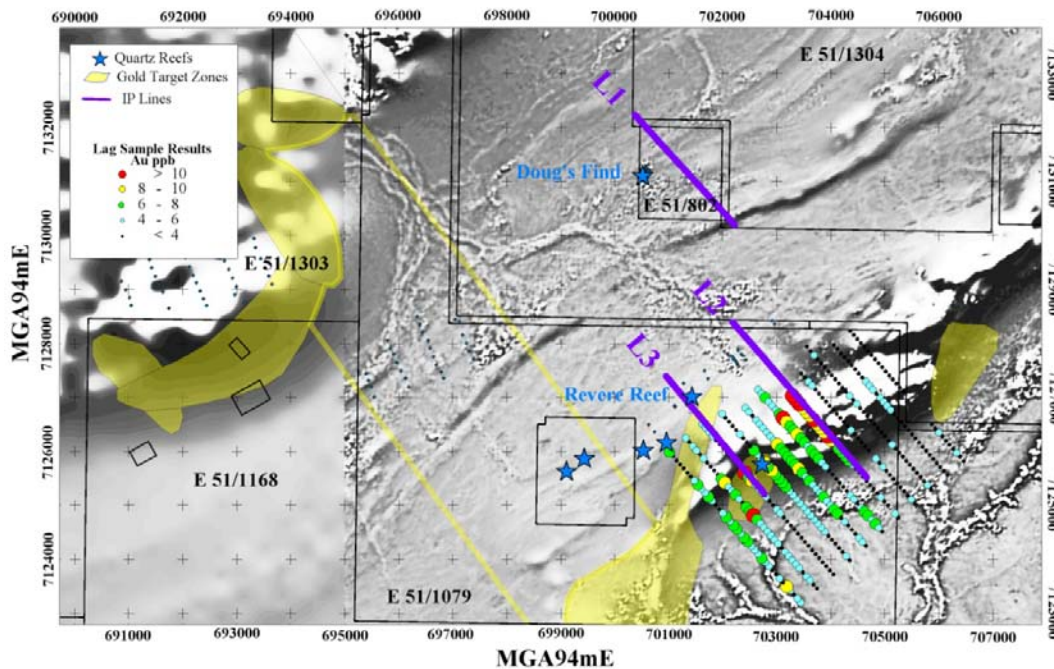 690000 692000 694000 696000 698000 700000 702000 704000 706000
Quartz Reefs
Gold Target Zones
IP Lines
Lag Sample Results
Au ppb
> 10
8 - 10
6 - 8
4 - 6
< 4
E 51/1304
L1
Doug's Find
E 51/802
E 51/1303
L2
L3
Revere Reef
E 51/1168
E 51/1079
MGA94mE
7132000
7130000
7128000
7126000
7124000
691000 693000 695000 697000 699000 701000 703000 705000 707000
MGA94mE